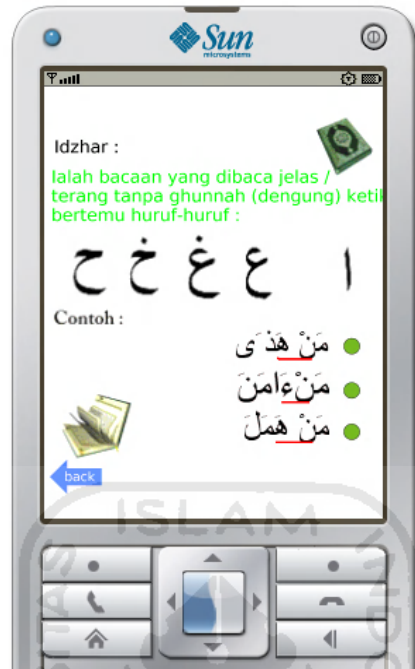 Sun
microsystems
Idzhar :
Ialah bacaan yang dibaca jelas /
terang tanpa ghunnah (dengung) keti
bertemu huruf-huruf :
ا ع غ خ ح
Contoh :
مَنْ هَذَ ى
مَنْ ءَامَنَ
مَنْ هَمَلَ
back
ISLAM